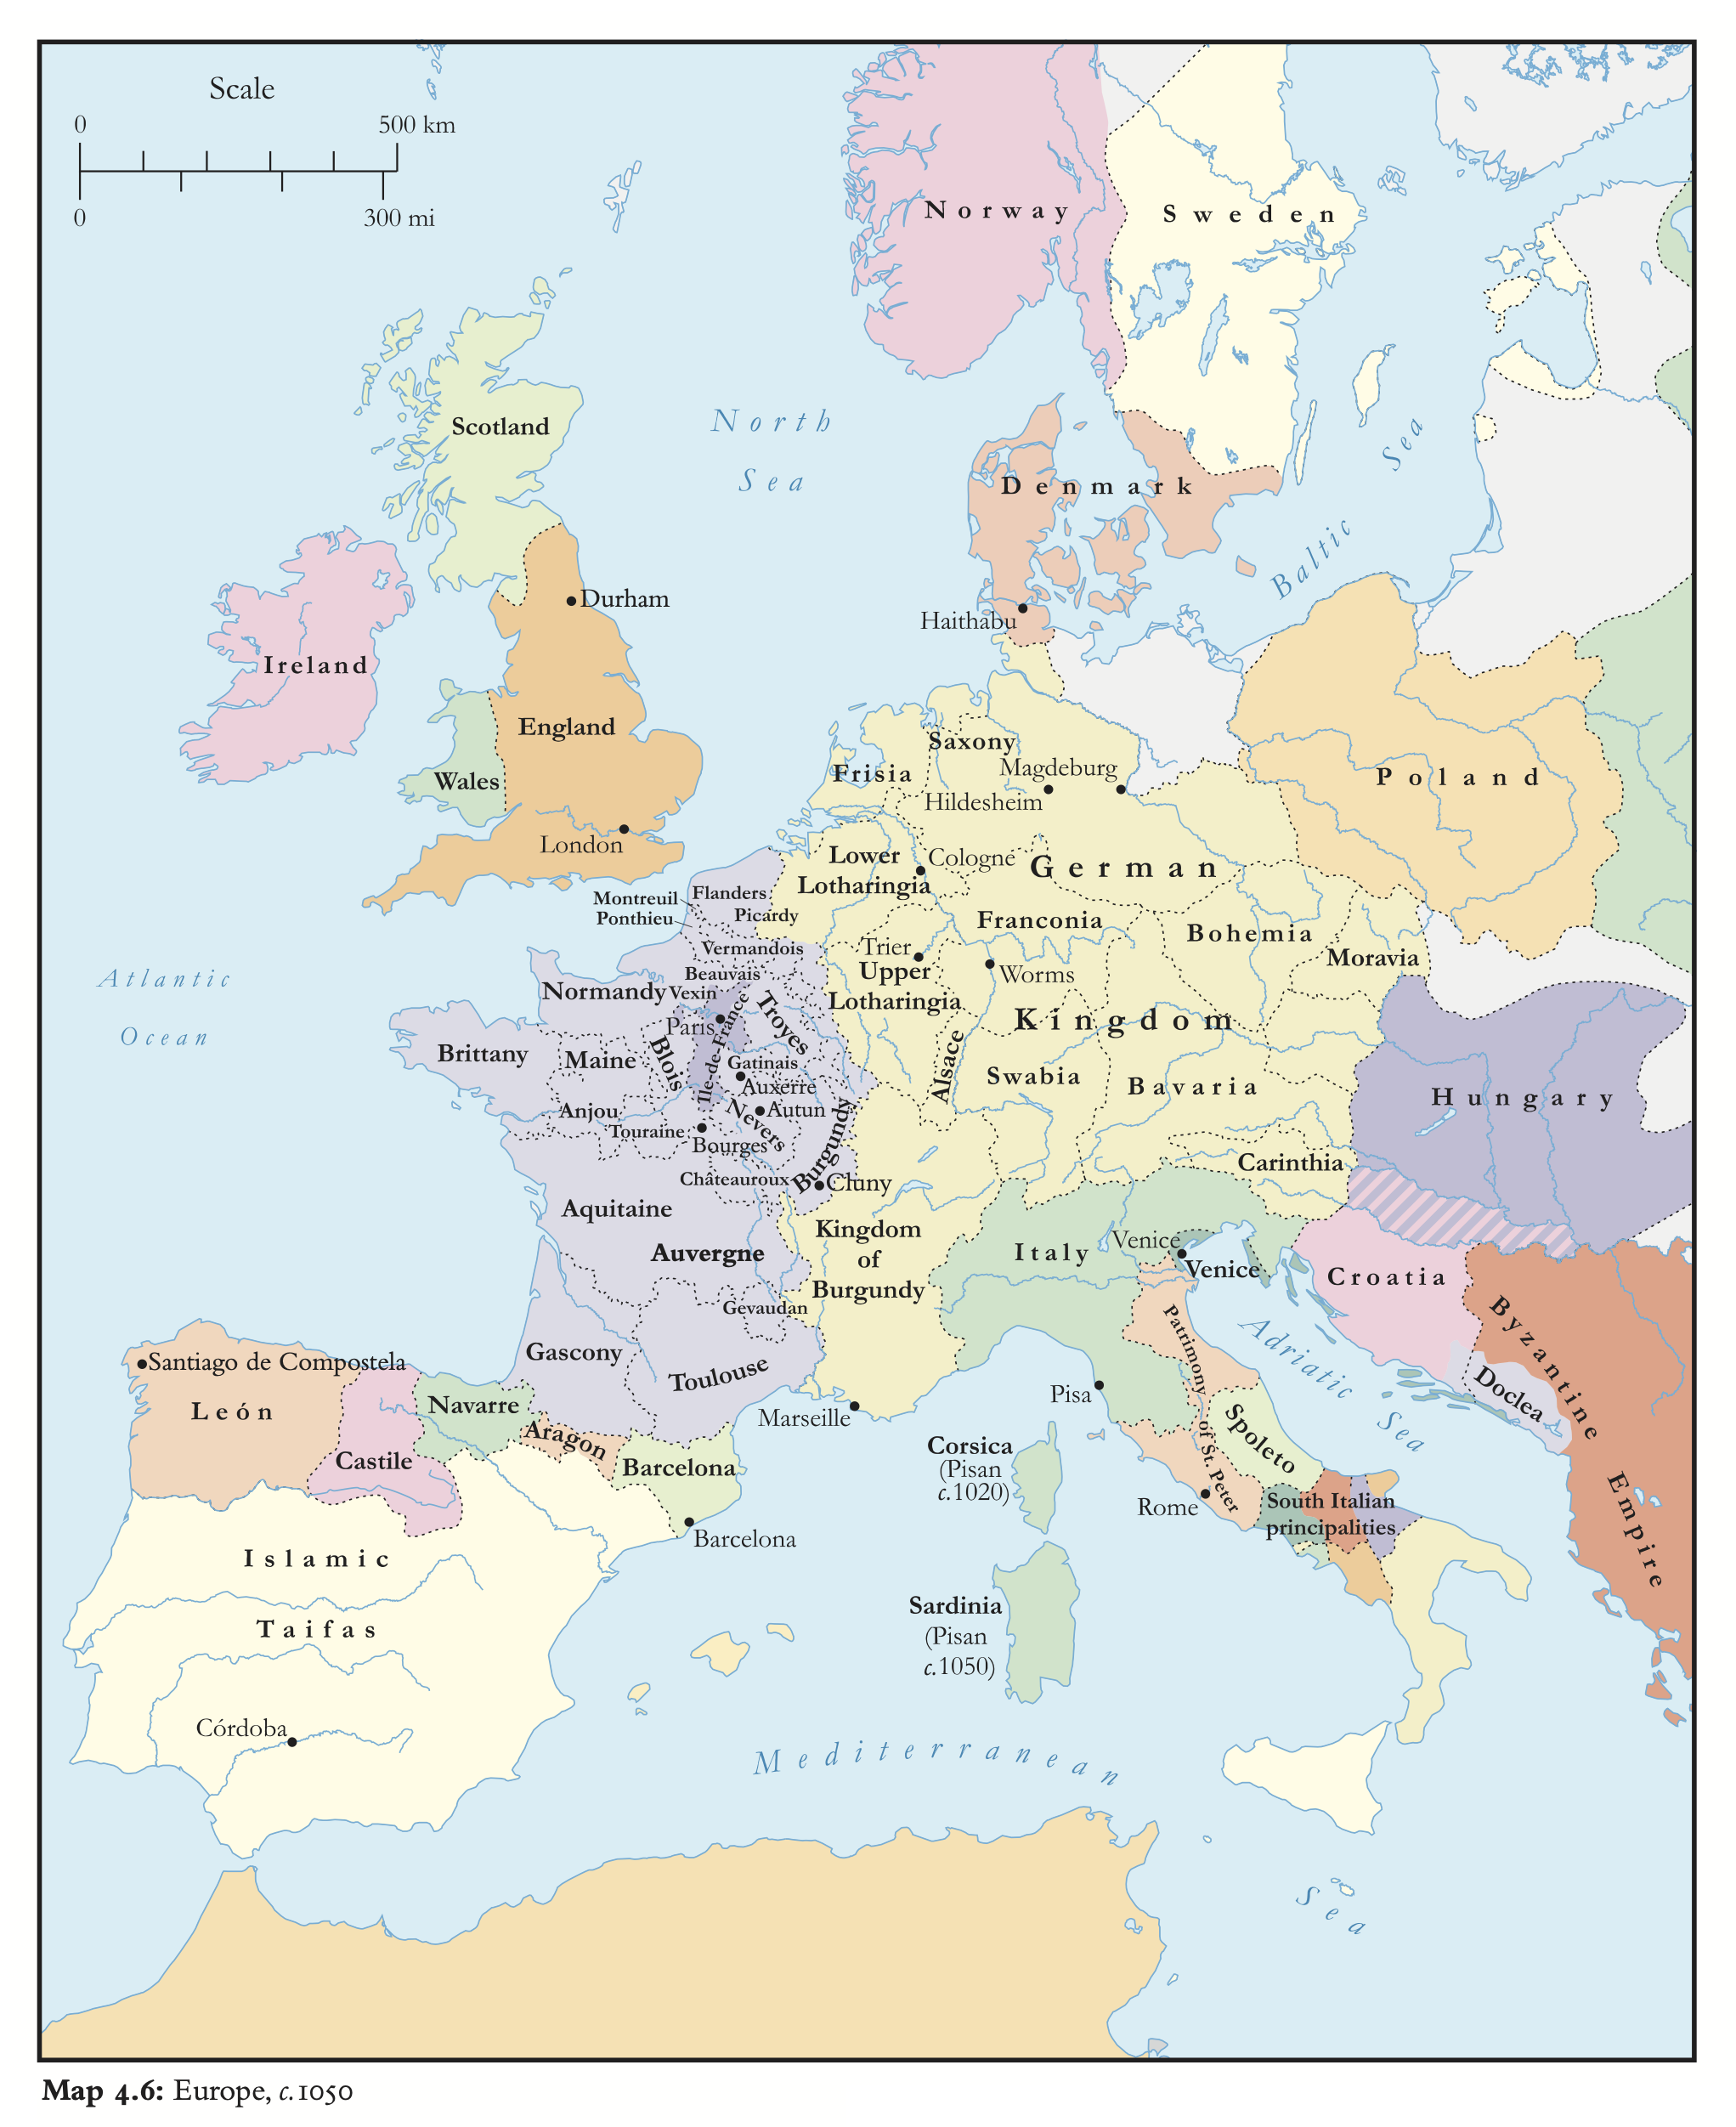 Scale
0
500 km
0
300 mi
Norway
Sweden
Scotland
North
Sea
Denmark
Baltic
Sea
Haithabu
Durham
Ireland
England
Wales
London
Saxony
Frisia
Magdeburg
Hildesheim
Poland
Lower
Lotharingia
Cologne
German
Kingdom
Montreuil
Ponthieu
Flanders
Picardy
Vermandois
Beauvais
Franconia
Bohemia
Moravia
Trier
Upper
Lotharingia
Worms
Atlantic
Ocean
Normandy
Vexin
Paris
Île-de-France
Troyes
Brittany
Maine
Blois
Gatinais
Auxerre
Alsace
Swabia
Bavaria
Hungary
Anjou
Touraine
Nevers
Autun
Bourges
Burgundy
Châteauroux
Cluny
Carinthia
Aquitaine
Auvergne
Kingdom
of
Burgundy
Italy
Venice
Venice
Croatia
Gevaudan
Gascony
Toulouse
Patrimony
of St. Peter
Adriatic
Sea
Byzantine
Empire
Doclea
Santiago de Compostela
León
Navarre
Castile
Aragon
Barcelona
Barcelona
Marseille
Pisa
Corsica
(Pisan
c.1020)
Spoleto
Rome
South Italian
principalities
Islamic
Taifas
Sardinia
(Pisan
c.1050)
Córdoba
Mediterranean
Sea
Map 4.6: Europe, c.1050